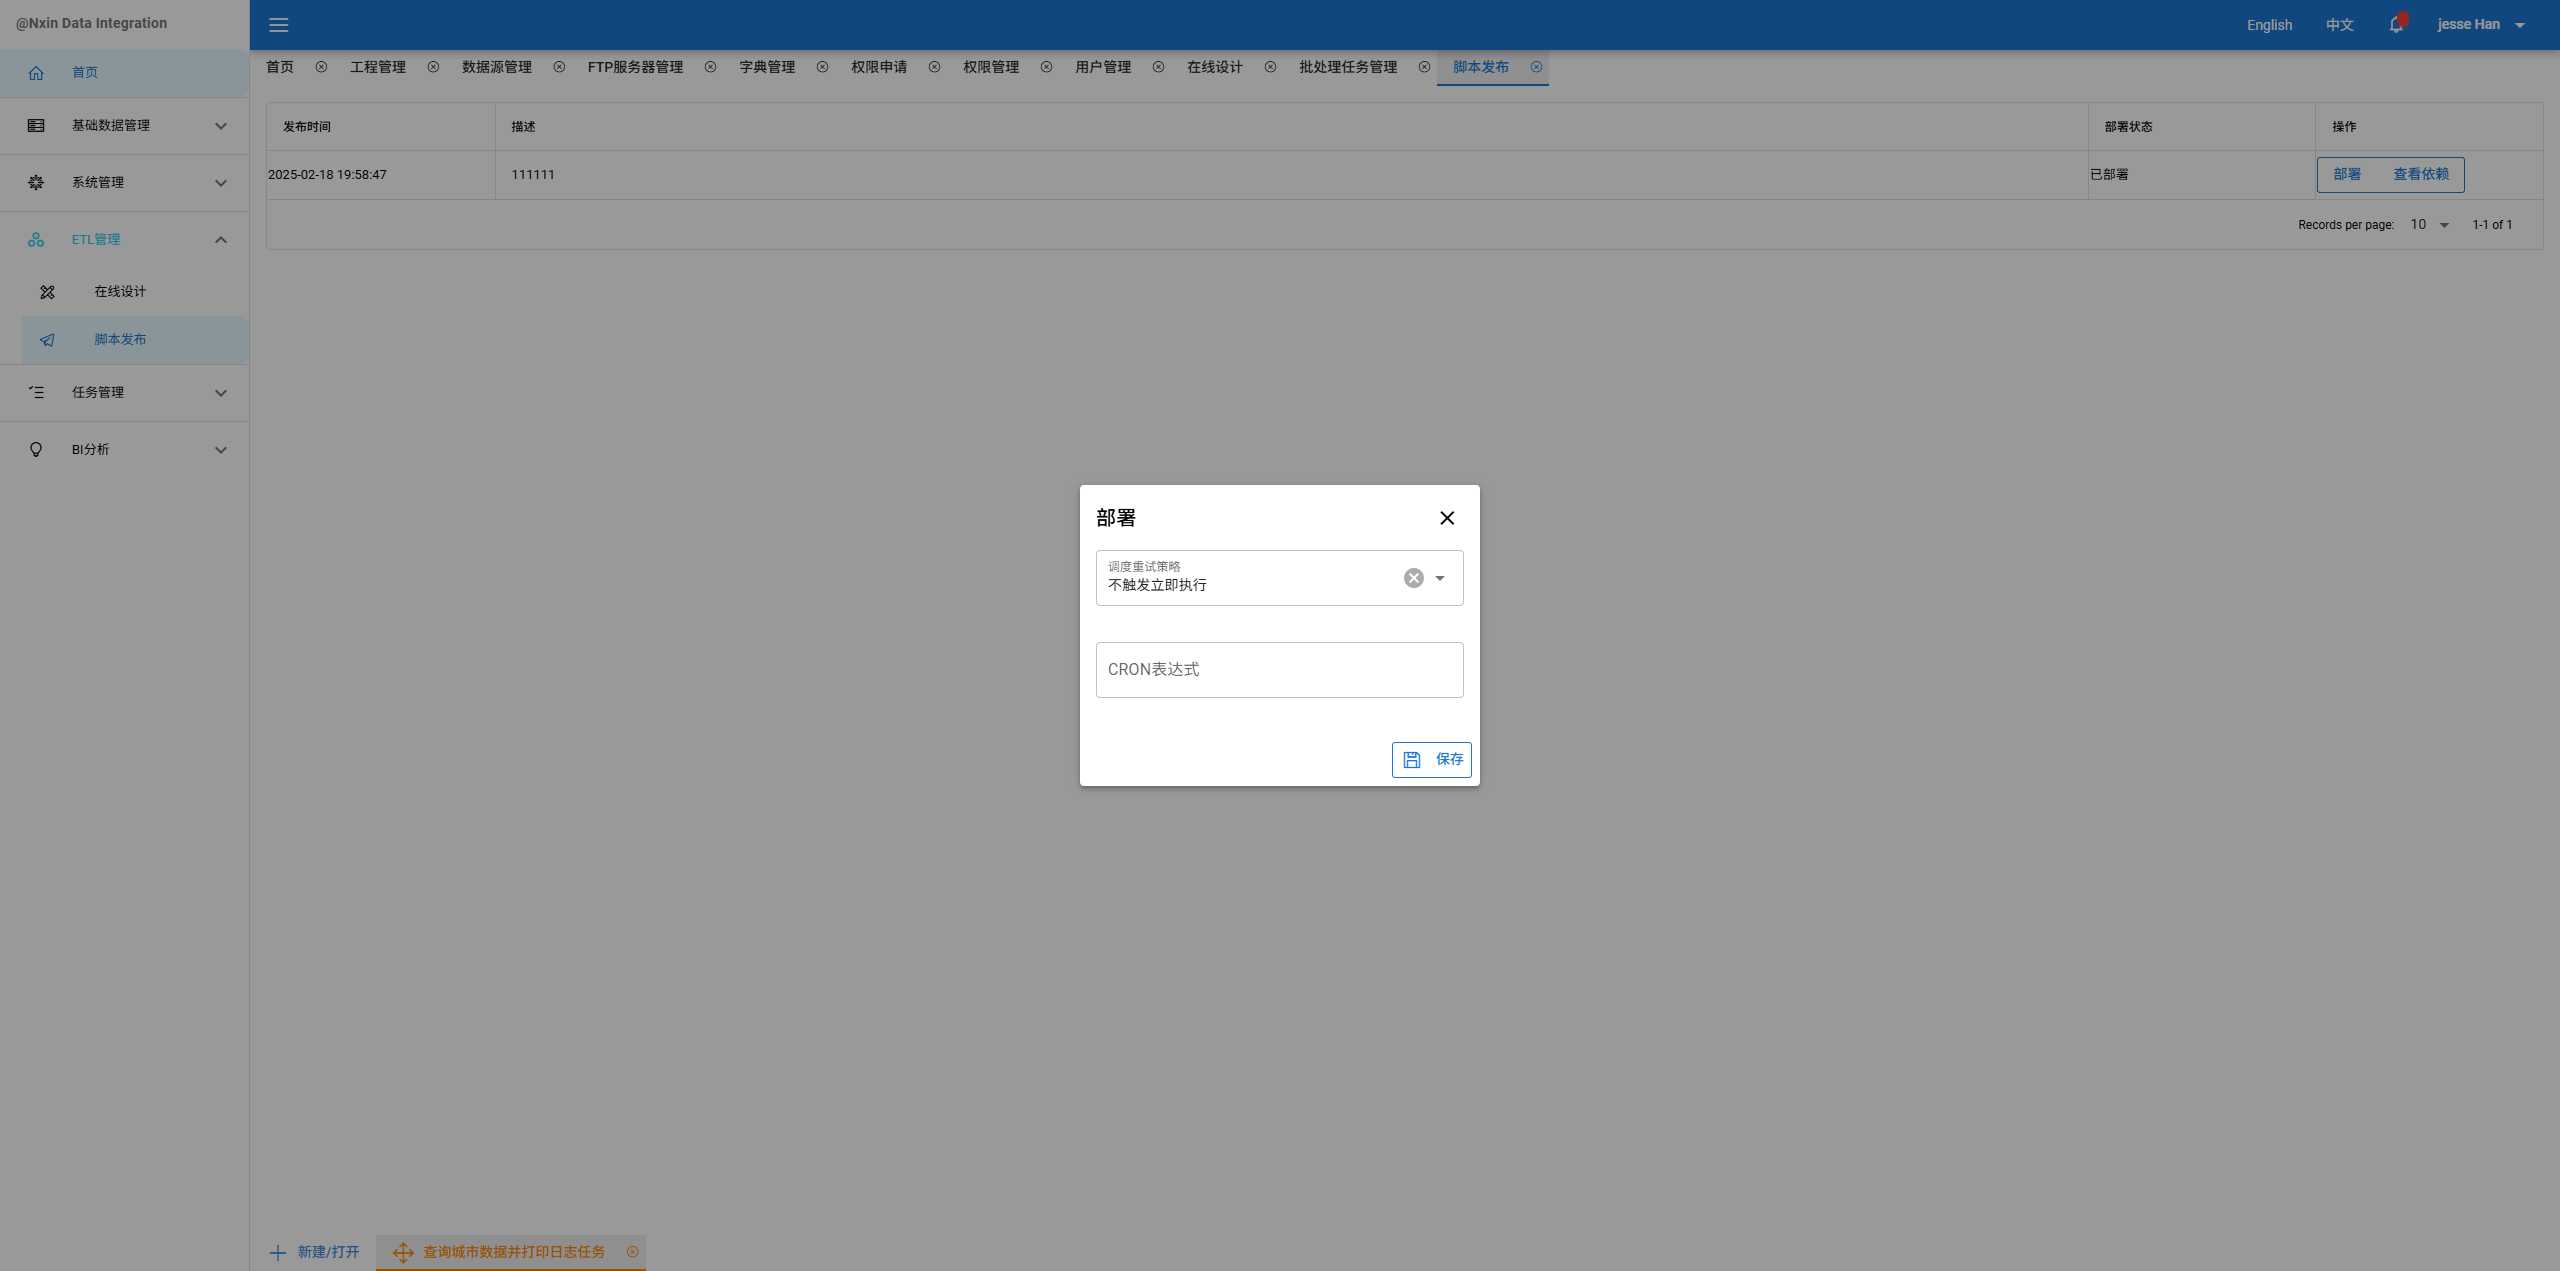 @Nxin Data Integration
English 中文 jesse Han
首页
基础数据管理
系统管理
ETL管理
在线设计
脚本发布
任务管理
BI分析
首页 工程管理 数据源管理 FTP服务器管理 字典管理 权限申请 权限管理 用户管理 在线设计 批处理任务管理 脚本发布
发布时间 描述 部署状态 操作
2025-02-18 19:58:47 111111 已部署 部署 查看依赖
Records per page: 10 1-1 of 1
部署
调度重试策略
不触发立即执行
CRON表达式
保存
新建/打开 查询城市数据并打印日志任务